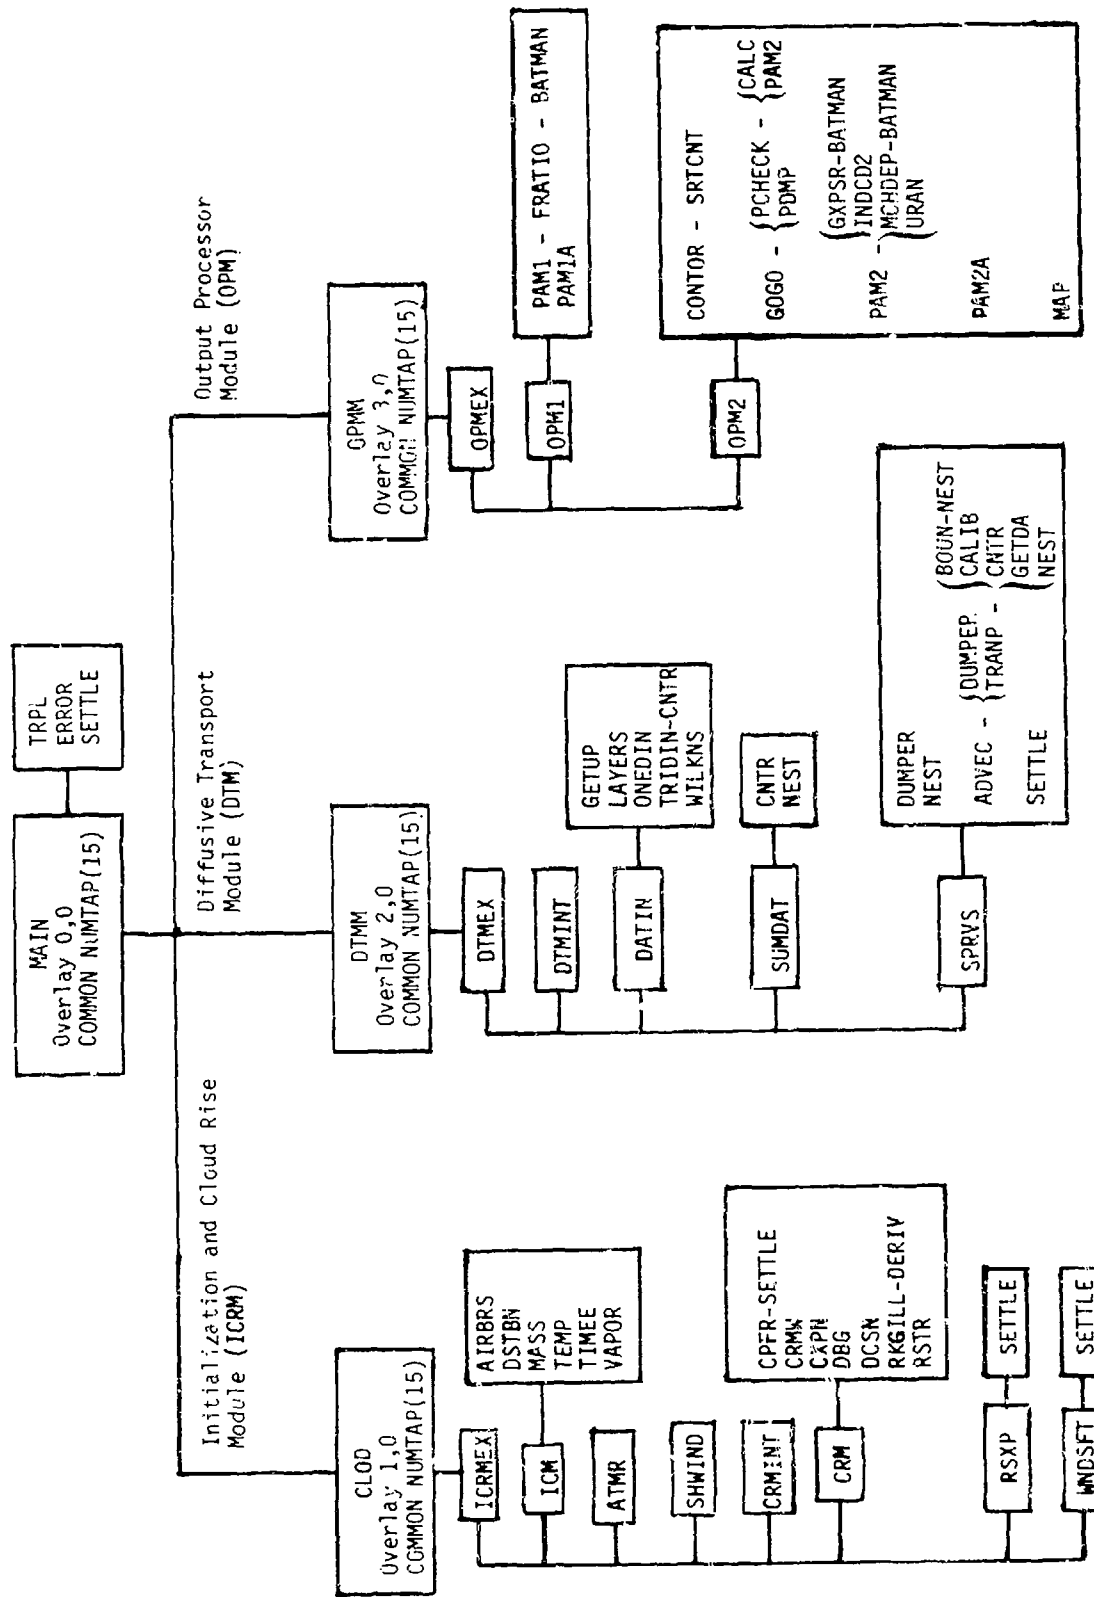 MAIN
Overlay 0,0
COMMON NUMTAP(15)
TRPL
ERROR
SETTLE
Initialization and Cloud Rise
Module (ICRM)
Diffusive Transport
Module (DTM)
Output Processor
Module (OPM)
CLOD
Overlay 1,0
COMMON NUMTAP(15)
ICRMEX
ICM
AIRBRS
DSTBN
MASS
TEMP
TIMEE
VAPOR
ATMR
SHWIND
CRMINT
CRM
CPFR-SETTLE
CRMW
CXPN
DBG
DCSN
RKGILL-DERIV
RSTR
RSXP
SETTLE
WNDSFT
SETTLE
DTMM
Overlay 2,0
COMMON NUMTAP(15)
DTMEX
DTMINT
DATIN
GETUP
LAYERS
ONEDIN
TRIDIN-CNTR
WILKNS
SUMDAT
CNTR
NEST
SPRVS
DUMPER
NEST
ADVEC - {DUMPER
{TRANP - {BOUN-NEST
CALIB
CNTR
GETDA
NEST
SETTLE
OPMM
Overlay 3,0
COMMON NUMTAP(15)
OPMEX
OPM1
PAM1 - FRATIO - BATMAN
PAM1A
OPM2
CONTOR - SRTCNT
GOGO - {PCHECK - {CALC
{PDMP {PAM2
PAM2 - {GXPSR-BATMAN
INDCD2
MCHDEP-BATMAN
URAN
PAM2A
MAP